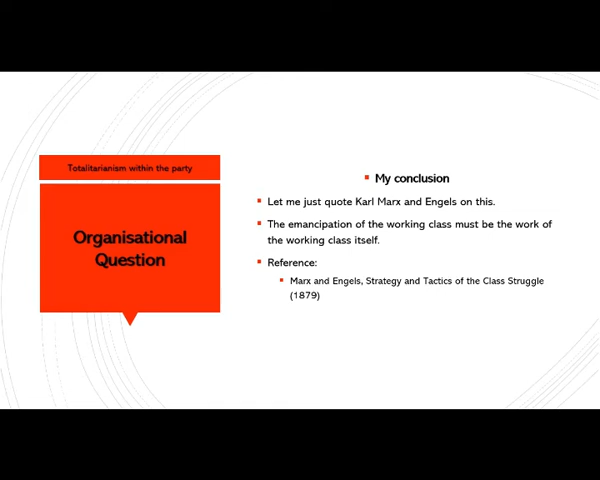 Totalitarianism within the party
Organisational
Question
My conclusion
Let me just quote Karl Marx and Engels on this.
The emancipation of the working class must be the work of
the working class itself.
Reference:
Marx and Engels, Strategy and Tactics of the Class Struggle
(1879)